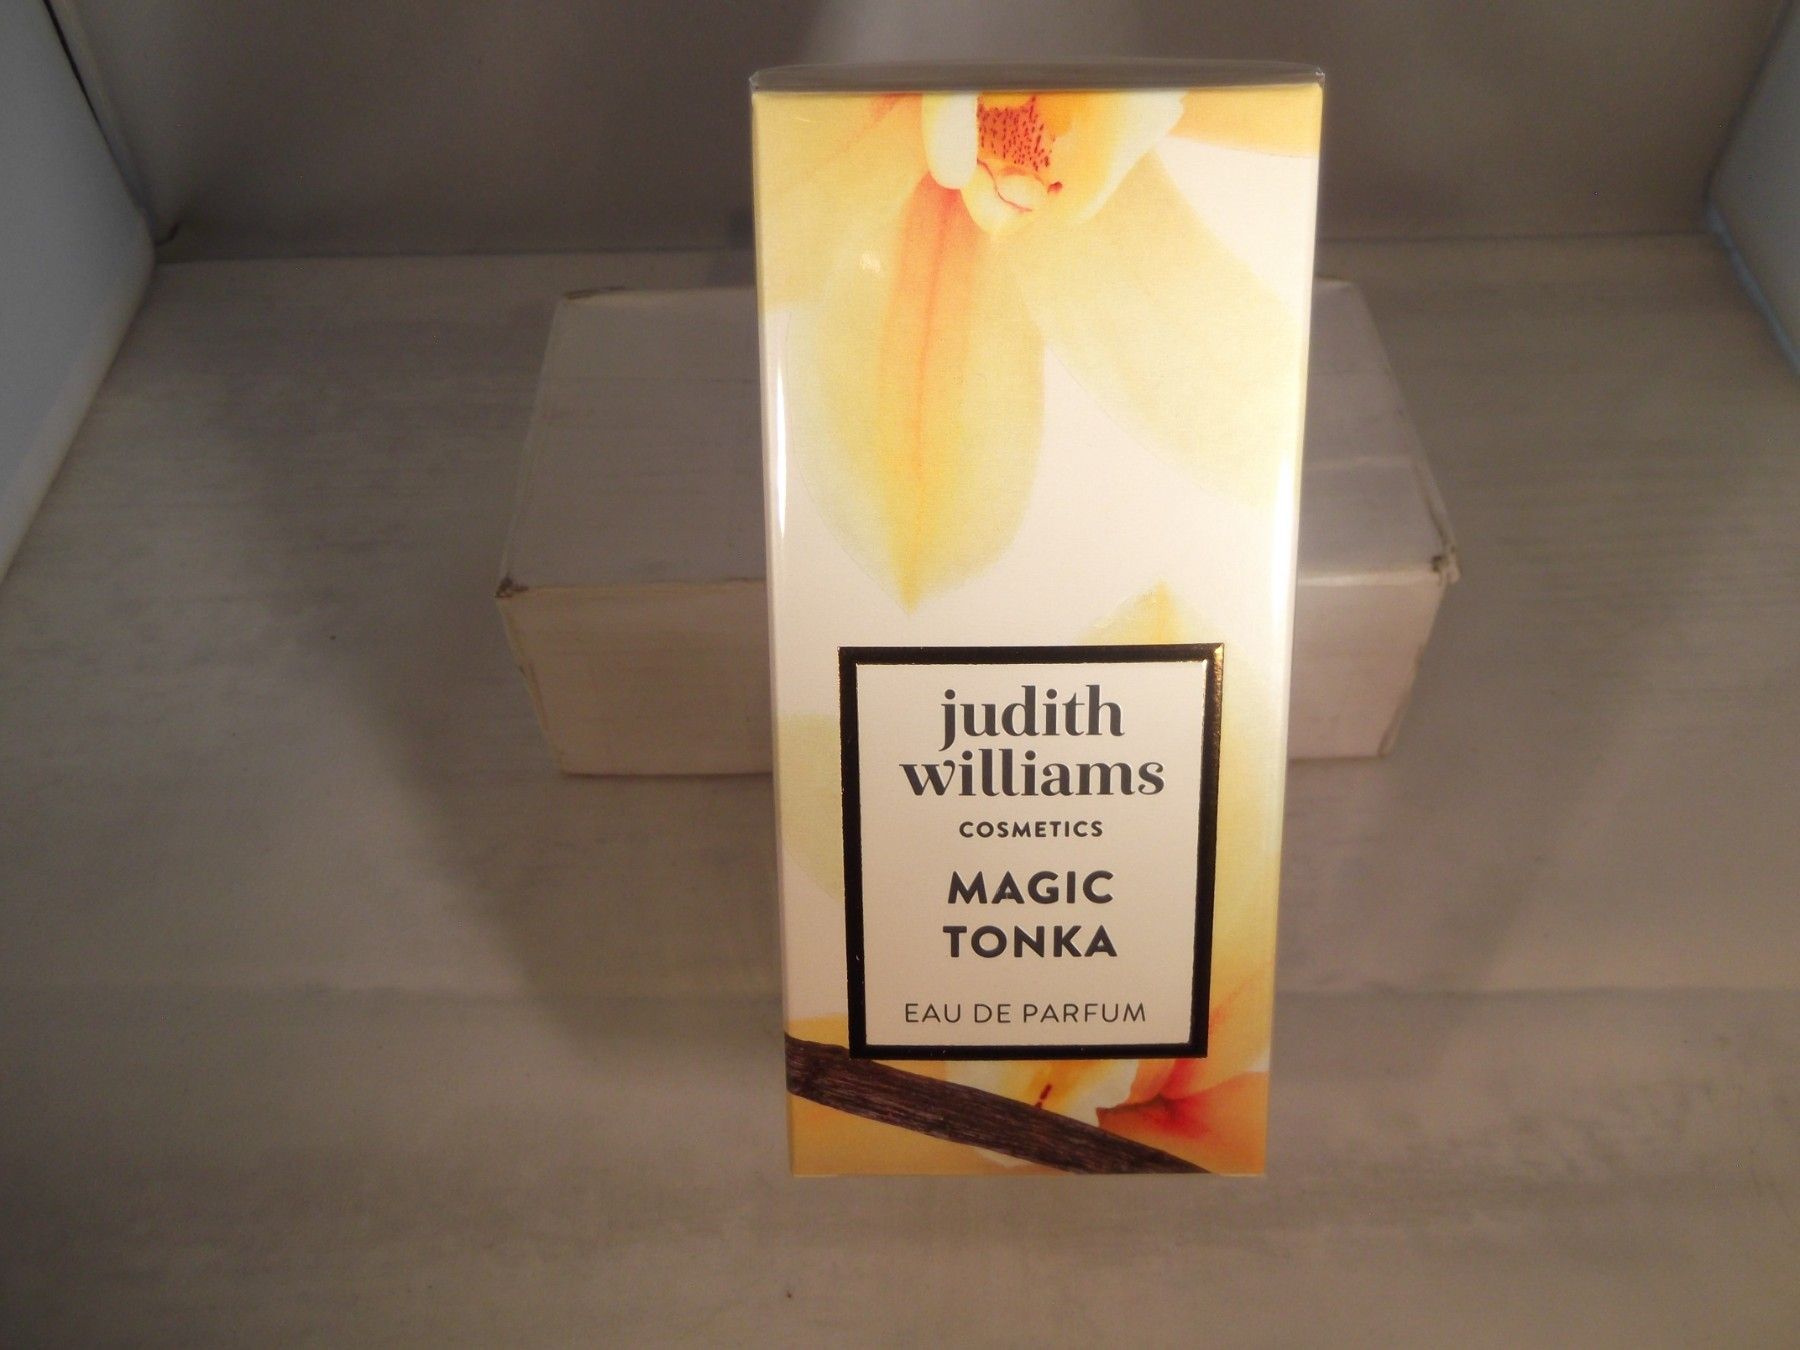 judith
williams
COSMETICS
MAGIC
TONKA
EAU DE PARFUM